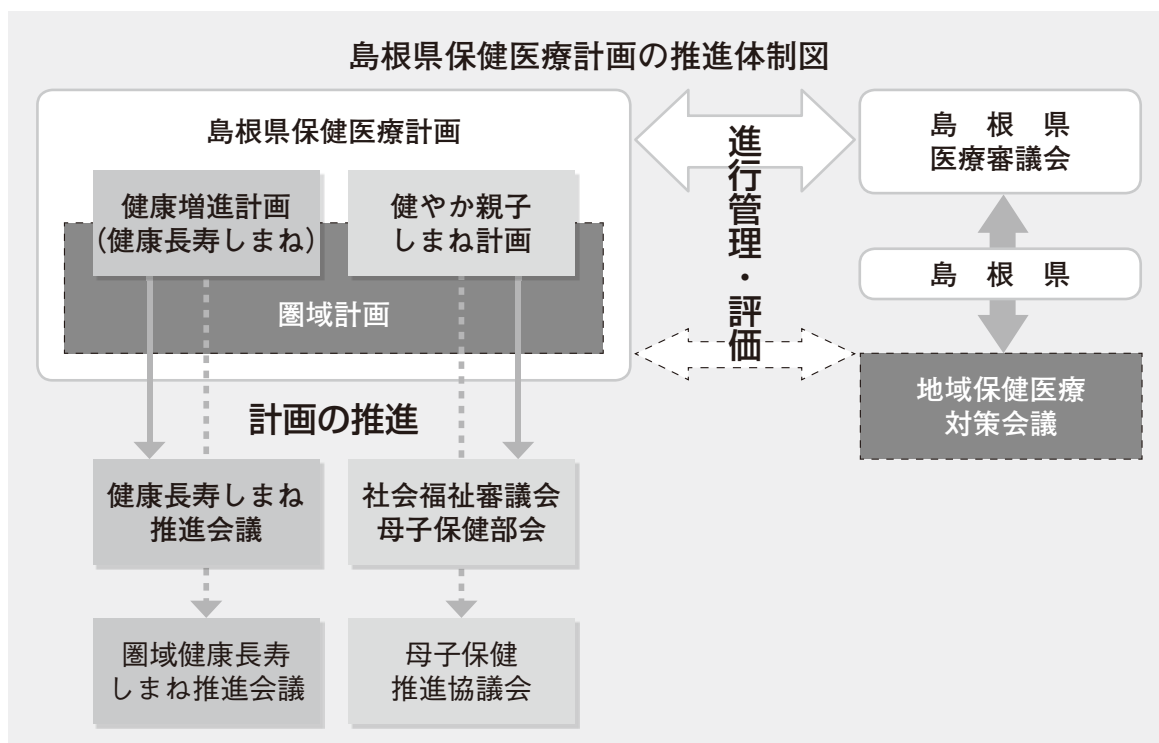 島根県保健医療計画の推進体制図
島根県保健医療計画
健康増進計画
(健康長寿しまね)
健やか親子
しまね計画
圏域計画
計画の推進
健康長寿しまね
推進会議
社会福祉審議会
母子保健部会
圏域健康長寿
しまね推進会議
母子保健
推進協議会
進行管理・評価
島　根　県
医療審議会
島　根　県
地域保健医療
対策会議